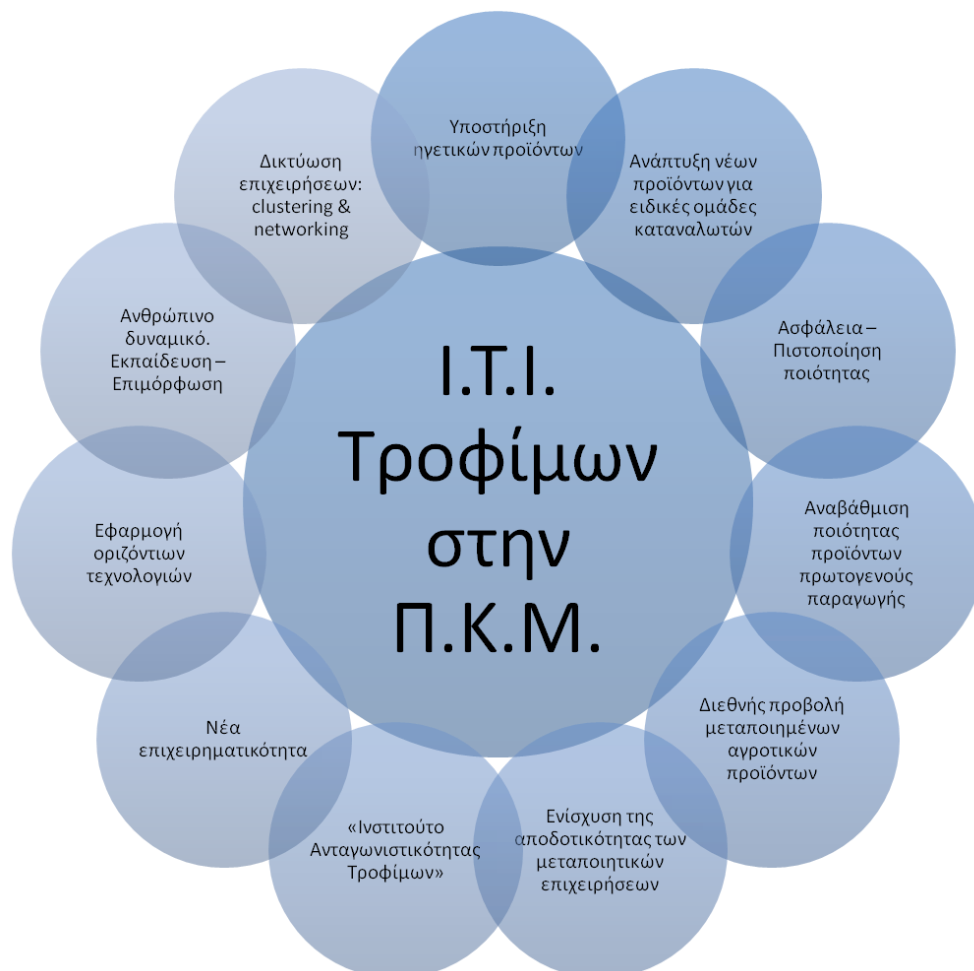 Υποστήριξη
ηγετικών προϊόντων
Ανάπτυξη νέων
προϊόντων για
ειδικές ομάδες
καταναλωτών
Ασφάλεια –
Πιστοποίηση
ποιότητας
Αναβάθμιση
ποιότητας
προϊόντων
πρωτογενούς
παραγωγής
Διεθνής προβολή
μεταποιημένων
αγροτικών
προϊόντων
Ενίσχυση της
αποδοτικότητας των
μεταποιητικών
επιχειρήσεων
«Ινστιτούτο
Ανταγωνιστικότητας
Τροφίμων»
Νέα
επιχειρηματικότητα
Εφαρμογή
οριζόντιων
τεχνολογιών
Ανθρώπινο
δυναμικό.
Εκπαίδευση –
Επιμόρφωση
Δικτύωση
επιχειρήσεων:
clustering &
networking
Ι.Τ.Ι.
Τροφίμων
στην
Π.Κ.Μ.